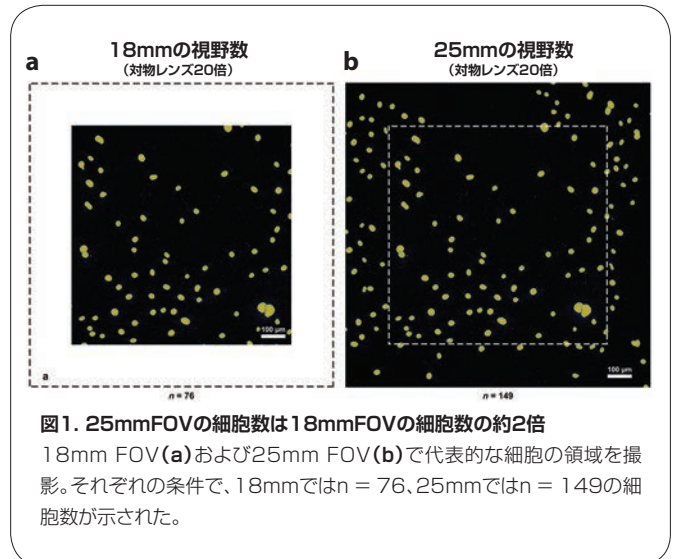 18mmの視野数
(対物レンズ20倍)
a
25mmの視野数
(対物レンズ20倍)
b
100 µm
a
n = 76
100 µm
n = 149
図1. 25mmFOVの細胞数は18mmFOVの細胞数の約2倍
18mm FOV(a)および25mm FOV(b)で代表的な細胞の領域を撮
影。それぞれの条件で、18mmではn = 76、25mmではn = 149の細
胞数が示された。